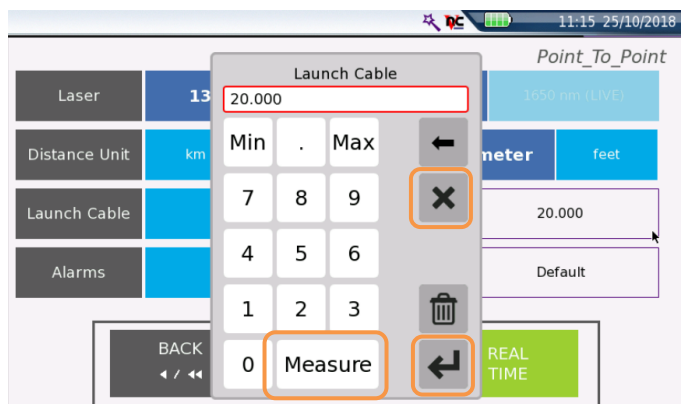 11:15 25/10/2018
Point_To_Point
Launch Cable
20.000
Laser 13 1650 nm (LIVE)
Min . Max
Distance Unit km meter feet
7 8 9
Launch Cable 20.000
4 5 6
Alarms Default
1 2 3
BACK 0 Measure REAL TIME